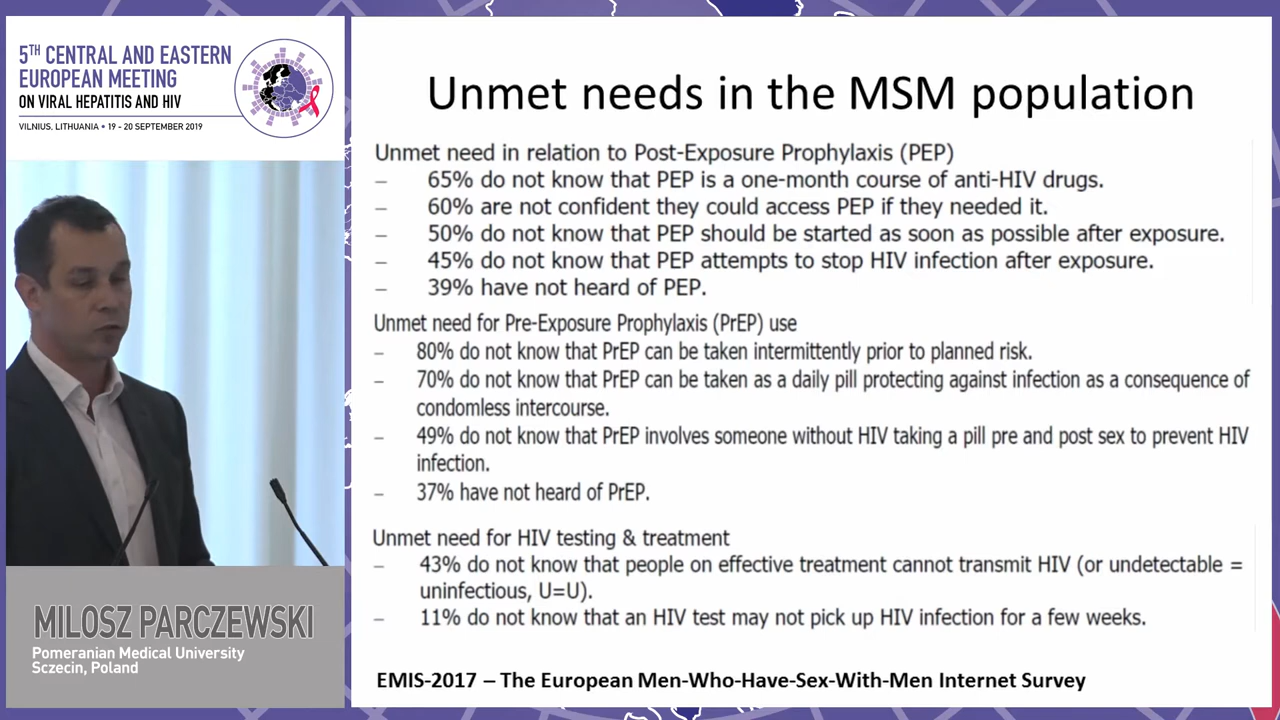 5TH CENTRAL AND EASTERN
EUROPEAN MEETING
ON VIRAL HEPATITIS AND HIV
VILNIUS, LITHUANIA • 19 - 20 SEPTEMBER 2019
Unmet needs in the MSM population
Unmet need in relation to Post-Exposure Prophylaxis (PEP)
– 65% do not know that PEP is a one-month course of anti-HIV drugs.
– 60% are not confident they could access PEP if they needed it.
– 50% do not know that PEP should be started as soon as possible after exposure.
– 45% do not know that PEP attempts to stop HIV infection after exposure.
– 39% have not heard of PEP.
Unmet need for Pre-Exposure Prophylaxis (PrEP) use
– 80% do not know that PrEP can be taken intermittently prior to planned risk.
– 70% do not know that PrEP can be taken as a daily pill protecting against infection as a consequence of
condomless intercourse.
– 49% do not know that PrEP involves someone without HIV taking a pill pre and post sex to prevent HIV
infection.
– 37% have not heard of PrEP.
Unmet need for HIV testing & treatment
– 43% do not know that people on effective treatment cannot transmit HIV (or undetectable =
uninfectious, U=U).
– 11% do not know that an HIV test may not pick up HIV infection for a few weeks.
EMIS-2017 – The European Men-Who-Have-Sex-With-Men Internet Survey
MILOSZ PARCZEWSKI
Pomeranian Medical University
Sczecin, Poland